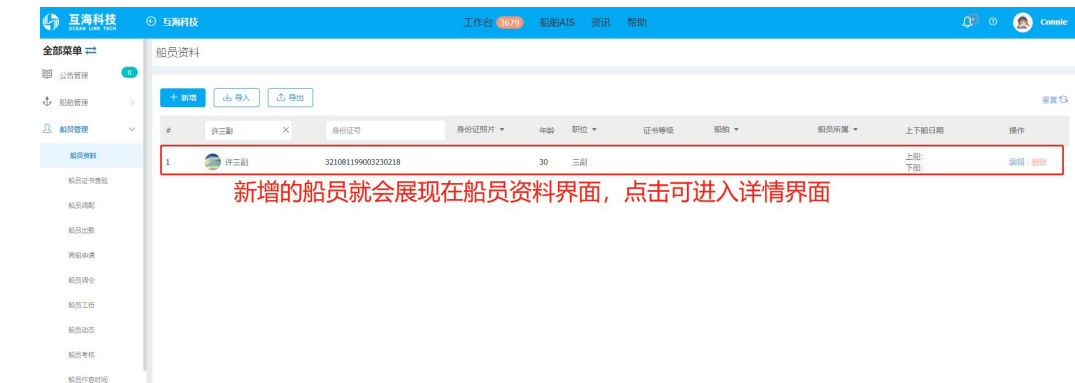 互海科技
OCEAN LINK TECH
互海科技
工作台 3679 船舶AIS 资讯 帮助
Connie
全部菜单
船员资料
公告管理 0
船舶管理
船员管理
船员资料
船员证书查验
船员调配
船员出勤
离船申请
船员调令
船员工伤
船员动态
船员考核
船员作息时间
+ 新增 导入 导出
重置
# 许三副 × 身份证号 身份证照片 年龄 职位 证书等级 船舶 船员所属 上下船日期 操作
1 许三副 321081199003230218 30 三副 上船: 编辑 删除
下船:
新增的船员就会展现在船员资料界面，点击可进入详情界面